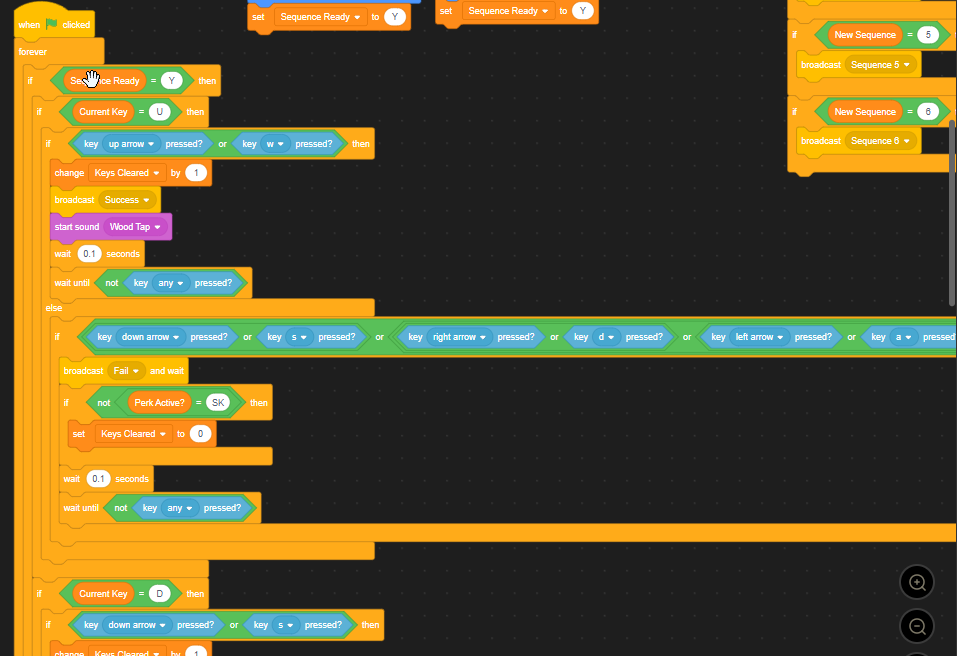 set Sequence Ready to Y
set Sequence Ready to Y
when clicked
forever
if Sequence Ready = Y then
if Current Key = U then
if key up arrow pressed? or key w pressed? then
change Keys Cleared by 1
broadcast Success
start sound Wood Tap
wait 0.1 seconds
wait until not key any pressed?
else
if key down arrow pressed? or key s pressed? or key right arrow pressed? or key d pressed? or key left arrow pressed? or key a pressed
broadcast Fail and wait
if not Perk Active? = SK then
set Keys Cleared to 0
wait 0.1 seconds
wait until not key any pressed?
if Current Key = D then
if key down arrow pressed? or key s pressed? then
change Keys Cleared by 1
if New Sequence = 5
broadcast Sequence 5
if New Sequence = 6
broadcast Sequence 6